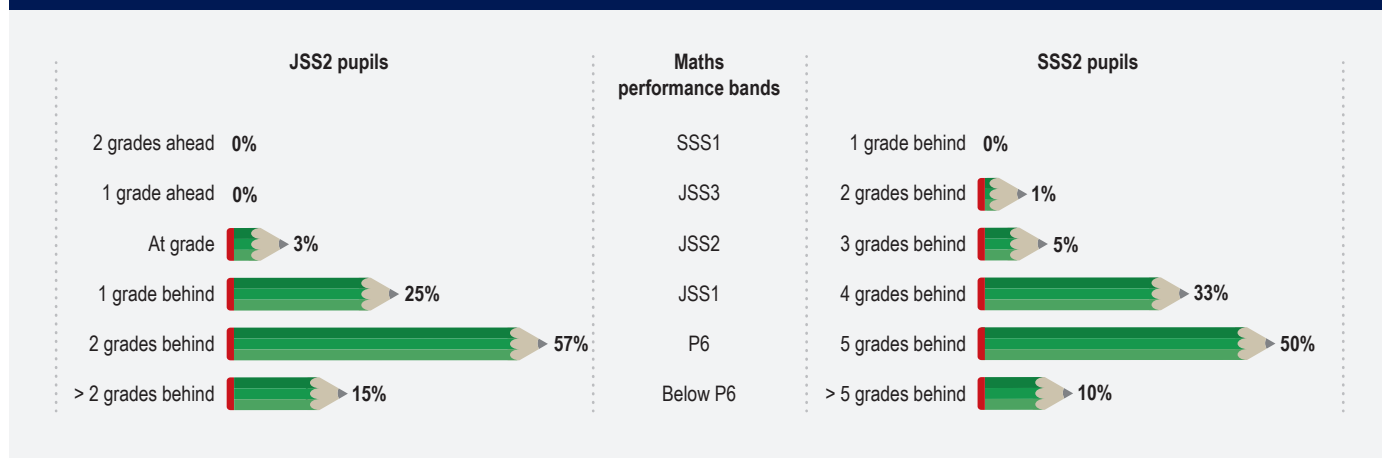 JSS2 pupils
Maths
performance bands
SSS2 pupils
2 grades ahead 0% SSS1 1 grade behind 0%
1 grade ahead 0% JSS3 2 grades behind 1%
At grade 3% JSS2 3 grades behind 5%
1 grade behind 25% JSS1 4 grades behind 33%
2 grades behind 57% P6 5 grades behind 50%
> 2 grades behind 15% Below P6 > 5 grades behind 10%